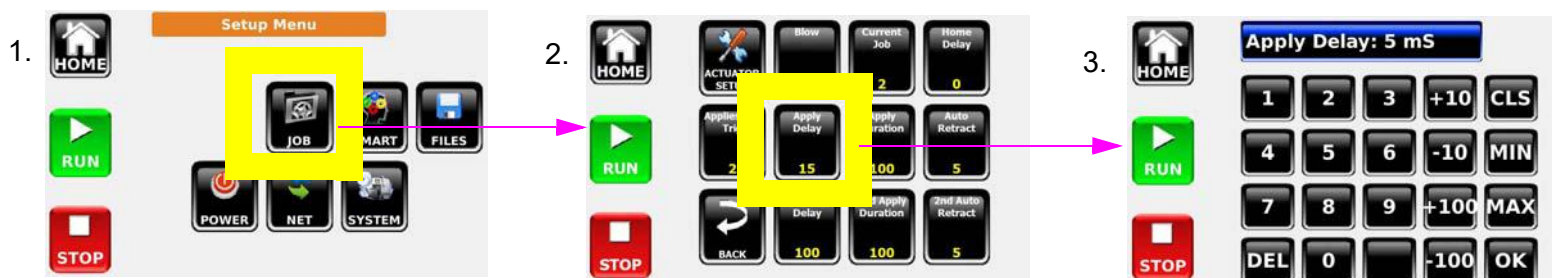 1.
HOME
Setup Menu
JOB
FILES
RUN
POWER
NET
SYSTEM
STOP
2.
HOME
ACTUATOR
Blow
Current
Job
2
Home
Delay
0
RUN
Apply
Delay
15
100
Auto
Retract
5
STOP
BACK
Delay
100
Apply
Duration
100
2nd Auto
Retract
5
3.
HOME
Apply Delay: 5 mS
1 2 3 +10 CLS
RUN
4 5 6 -10 MIN
7 8 9 +100 MAX
STOP
DEL 0 -100 OK